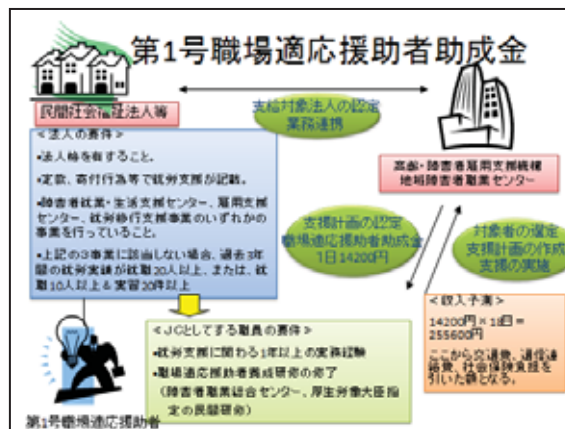 第1号職場適応援助者助成金
民間社会福祉法人等
支給対象法人の認定
業務連携
<法人の要件>
•法人格を有すること。
•定款、寄付行為等で就労支援が記載。
•障害者就業・生活支援センター、雇用支援
センター、就労移行支援事業のいずれかの
事業を行っていること。
•上記の3事業に該当しない場合、過去3年
間の就労実績が就職20人以上、または、就
職10人以上&実習20件以上
高齢・障害者雇用支援機構
地域障害者職業センター
支援計画の認定
職場適応援助者助成金
1日14200円
対象者の選定
支援計画の作成
支援の実施
<JCとしてする職員の要件>
•就労支援に関わる1年以上の実務経験
•職場適応援助者養成研修の修了
(障害者職業総合センター、厚生労働大臣指
定の民間研修)
<収入予測>
14200円×18日=
255600円
ここから交通費、通信連
絡費、社会保険負担を
引いた額となる。
第1号職場適応援助者